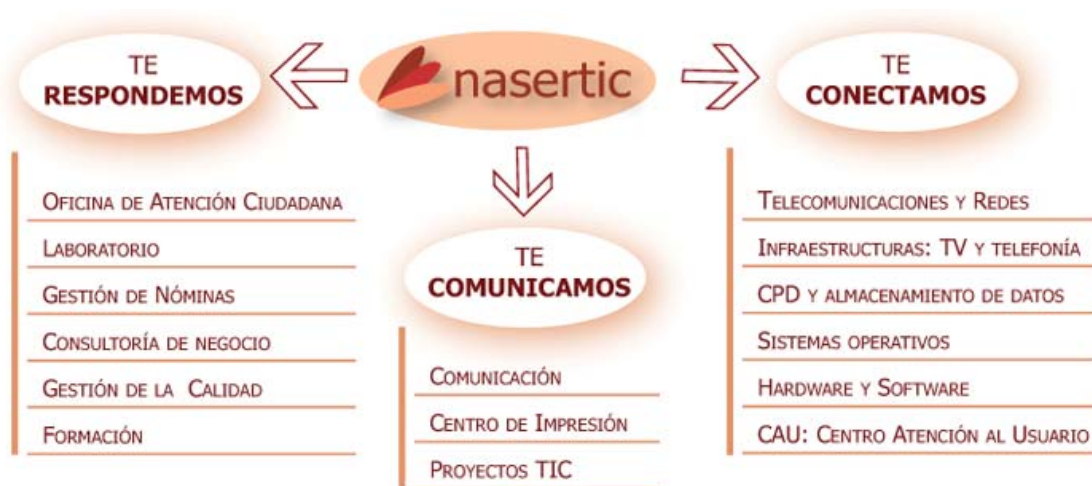 nasertic
TE
RESPONDEMOS
OFICINA DE ATENCIÓN CIUDADANA
LABORATORIO
GESTIÓN DE NÓMINAS
CONSULTORÍA DE NEGOCIO
GESTIÓN DE LA CALIDAD
FORMACIÓN
TE
COMUNICAMOS
COMUNICACIÓN
CENTRO DE IMPRESIÓN
PROYECTOS TIC
TE
CONECTAMOS
TELECOMUNICACIONES Y REDES
INFRAESTRUCTURAS: TV Y TELEFONÍA
CPD Y ALMACENAMIENTO DE DATOS
SISTEMAS OPERATIVOS
HARDWARE Y SOFTWARE
CAU: CENTRO ATENCIÓN AL USUARIO